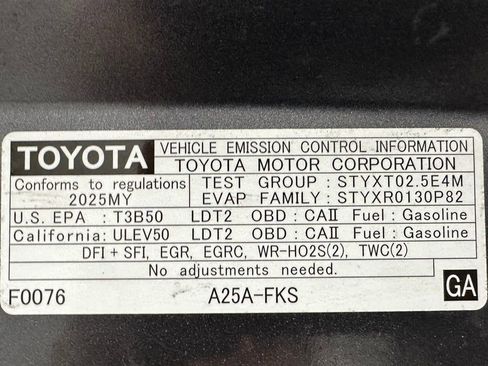 TOYOTA
VEHICLE EMISSION CONTROL INFORMATION
TOYOTA MOTOR CORPORATION
Conforms to regulations
2025MY
TEST GROUP : STYXT02.5E4M
EVAP FAMILY : STYXR0130P82
U.S. EPA : T3B50 LDT2 OBD : CAⅡ Fuel : Gasoline
California: ULEV50 LDT2 OBD : CAⅡ Fuel : Gasoline
DFI + SFI, EGR, EGRC, WR-HO2S(2), TWC(2)
No adjustments needed.
F0076 A25A-FKS GA